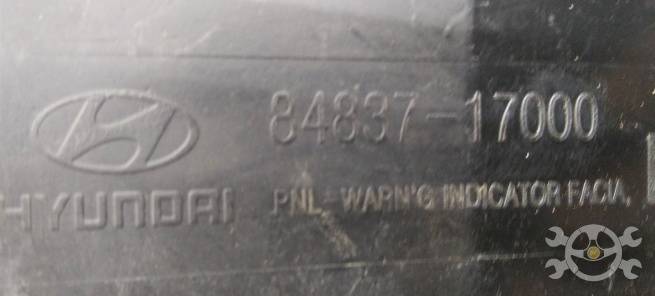 84837-17000
HYUNDAI PNL-WARN'G INDICATOR FACIA,